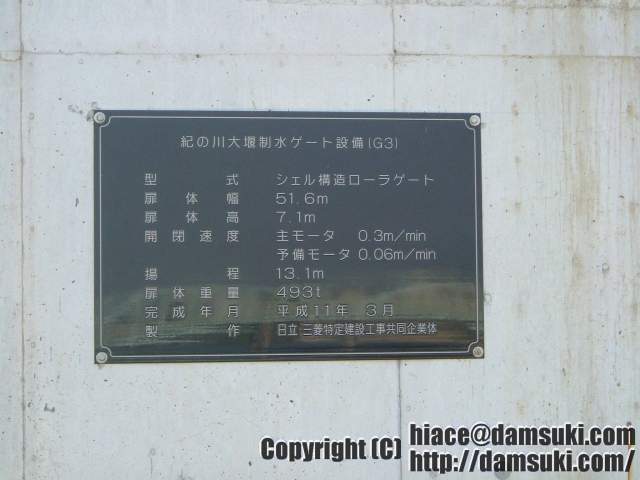 紀の川大堰制水ゲート設備(G3)
型式 シェル構造ローラゲート
扉体幅 51.6m
扉体高 7.1m
開閉速度 主モータ 0.3m/min
予備モータ 0.06m/min
揚程 13.1m
扉体重量 493t
完成年月 平成11年 3月
製作 日立 三菱特定建設工事共同企業体
Copyright (C) hiace@damsuki.com
http://damsuki.com/